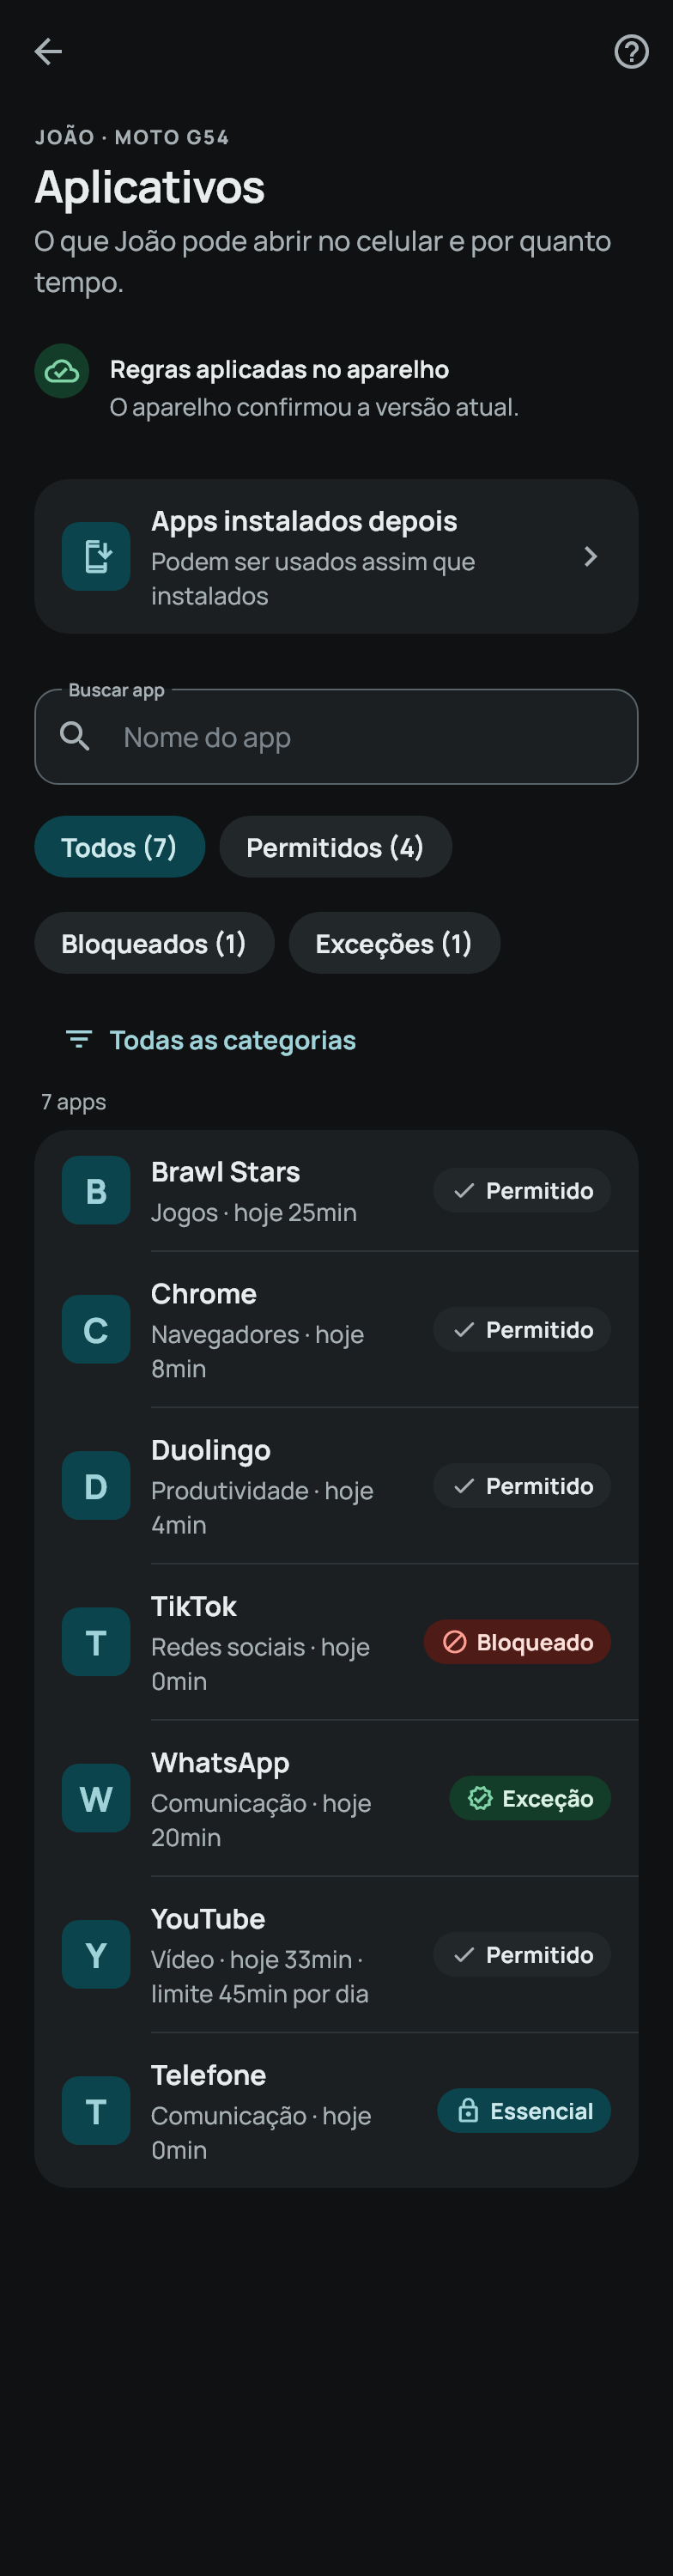 JOÃO · MOTO G54
Aplicativos
O que João pode abrir no celular e por quanto
tempo.
Regras aplicadas no aparelho
O aparelho confirmou a versão atual.
Apps instalados depois
Podem ser usados assim que
instalados
Buscar app
Nome do app
Todos (7)
Permitidos (4)
Bloqueados (1)
Exceções (1)
Todas as categorias
7 apps
B
Brawl Stars
Jogos · hoje 25min
Permitido
C
Chrome
Navegadores · hoje
8min
Permitido
D
Duolingo
Produtividade · hoje
4min
Permitido
T
TikTok
Redes sociais · hoje
0min
Bloqueado
W
WhatsApp
Comunicação · hoje
20min
Exceção
Y
YouTube
Vídeo · hoje 33min ·
limite 45min por dia
Permitido
T
Telefone
Comunicação · hoje
0min
Essencial